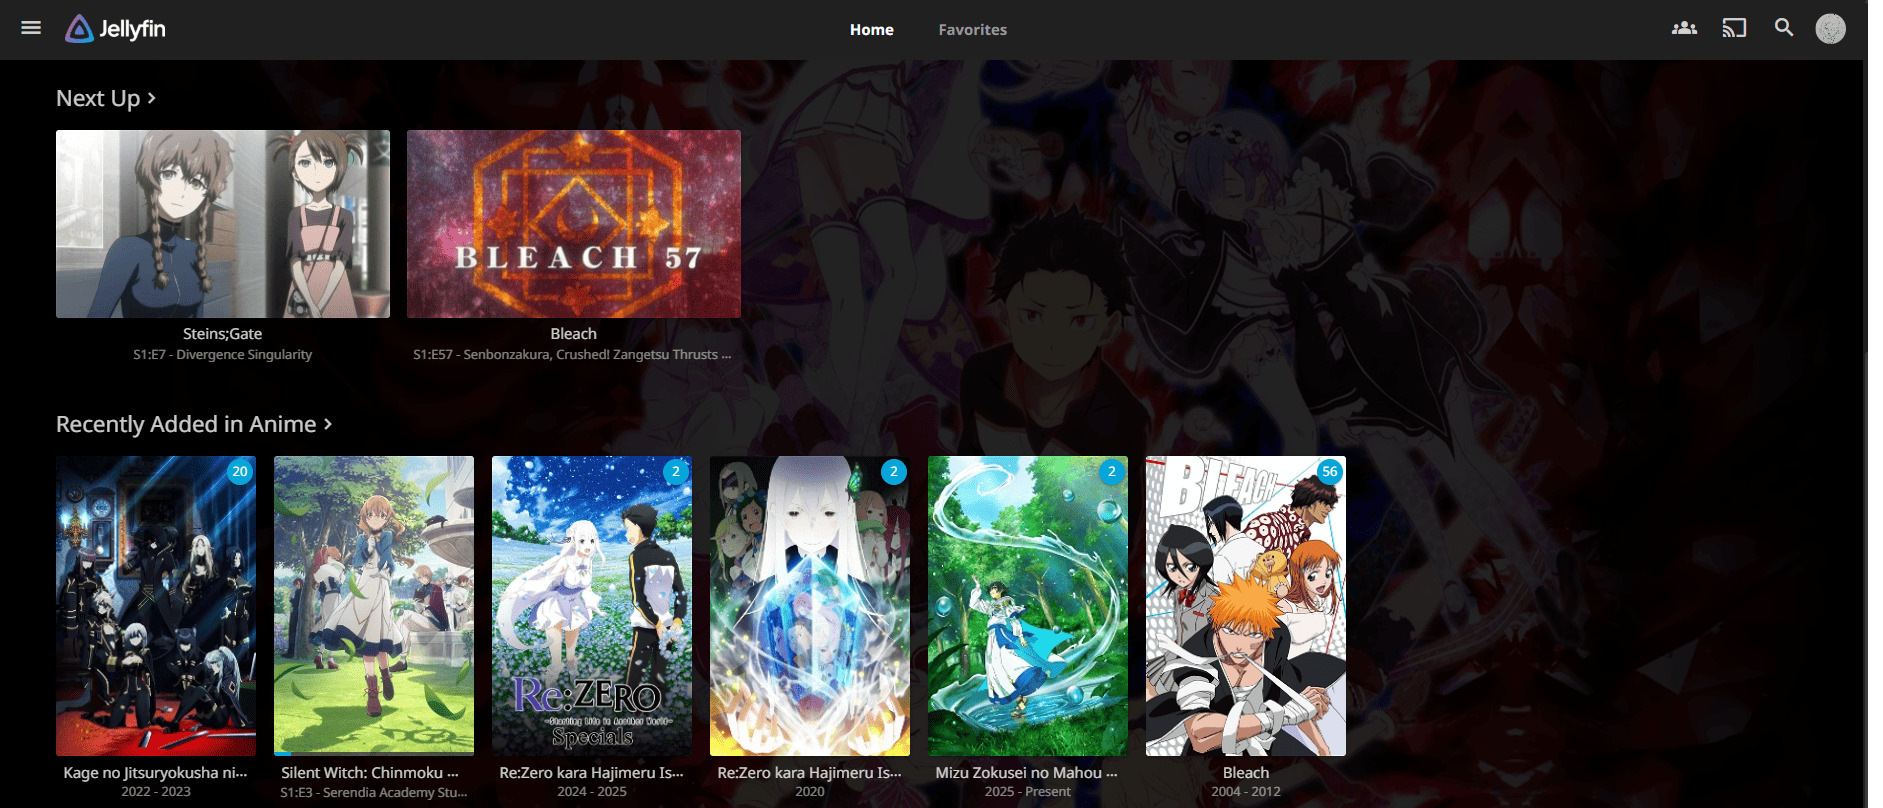 Jellyfin
Home
Favorites
Next Up
BLEACH 57
Steins;Gate
S1:E7 - Divergence Singularity
Bleach
S1:E57 - Senbonzakura, Crushed! Zangetsu Thrusts ...
Recently Added in Anime
20
2
2
2
56
BLEACH
Re:ZERO
-Starting Life in Another World-
Specials
Kage no Jitsuryokusha ni...
2022 - 2023
Silent Witch: Chinmoku ...
S1:E3 - Serendia Academy Stu...
Re:Zero kara Hajimeru Is...
2024 - 2025
Re:Zero kara Hajimeru Is...
2020
Mizu Zokusei no Mahou ...
2025 - Present
Bleach
2004 - 2012